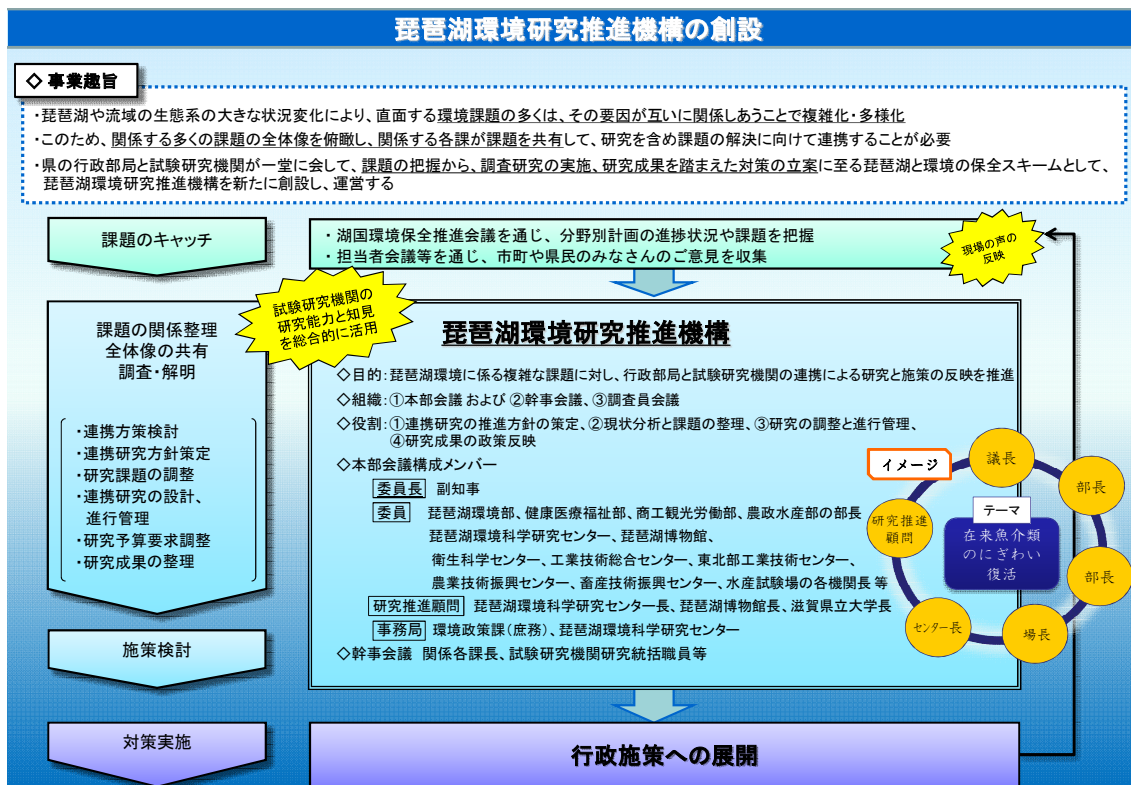 琵琶湖環境研究推進機構の創設
◇ 事業趣旨
・琵琶湖や流域の生態系の大きな状況変化により、直面する環境課題の多くは、その要因が互いに関係しあうことで複雑化・多様化
・このため、関係する多くの課題の全体像を俯瞰し、関係する各課が課題を共有して、研究を含め課題の解決に向けて連携することが必要
・県の行政部局と試験研究機関が一堂に会して、課題の把握から、調査研究の実施、研究成果を踏まえた対策の立案に至る琵琶湖と環境の保全スキームとして、
琵琶湖環境研究推進機構を新たに創設し、運営する
課題のキャッチ
・ 湖国環境保全推進会議を通じ、分野別計画の進捗状況や課題を把握
・ 担当者会議等を通じ、市町や県民のみなさんのご意見を収集
現場の声の
反映
試験研究機関の
研究能力と知見
を総合的に活用
課題の関係整理
全体像の共有
調査・解明
・連携方策検討
・連携研究方針策定
・研究課題の調整
・連携研究の設計、
進行管理
・研究予算要求調整
・研究成果の整理
施策検討
対策実施
琵琶湖環境研究推進機構
◇目的：琵琶湖環境に係る複雑な課題に対し、行政部局と試験研究機関の連携による研究と施策の反映を推進
◇組織：①本部会議 および ②幹事会議、③調査員会議
◇役割：①連携研究の推進方針の策定、②現状分析と課題の整理、③研究の調整と進行管理、
④研究成果の政策反映
◇本部会議構成メンバー
委員長 副知事
委員 琵琶湖環境部、健康医療福祉部、商工観光労働部、農政水産部の部長
琵琶湖環境科学研究センター、琵琶湖博物館、
衛生科学センター、工業技術総合センター、東北部工業技術センター、
農業技術振興センター、畜産技術振興センター、水産試験場の各機関長 等
研究推進顧問 琵琶湖環境科学研究センター長、琵琶湖博物館長、滋賀県立大学長
事務局 環境政策課（庶務）、琵琶湖環境科学研究センター
◇幹事会議 関係各課長、試験研究機関研究統括職員等
イメージ
議長
部長
部長
場長
センター長
研究推進
顧問
テーマ
在来魚介類
のにぎわい
復活
行政施策への展開